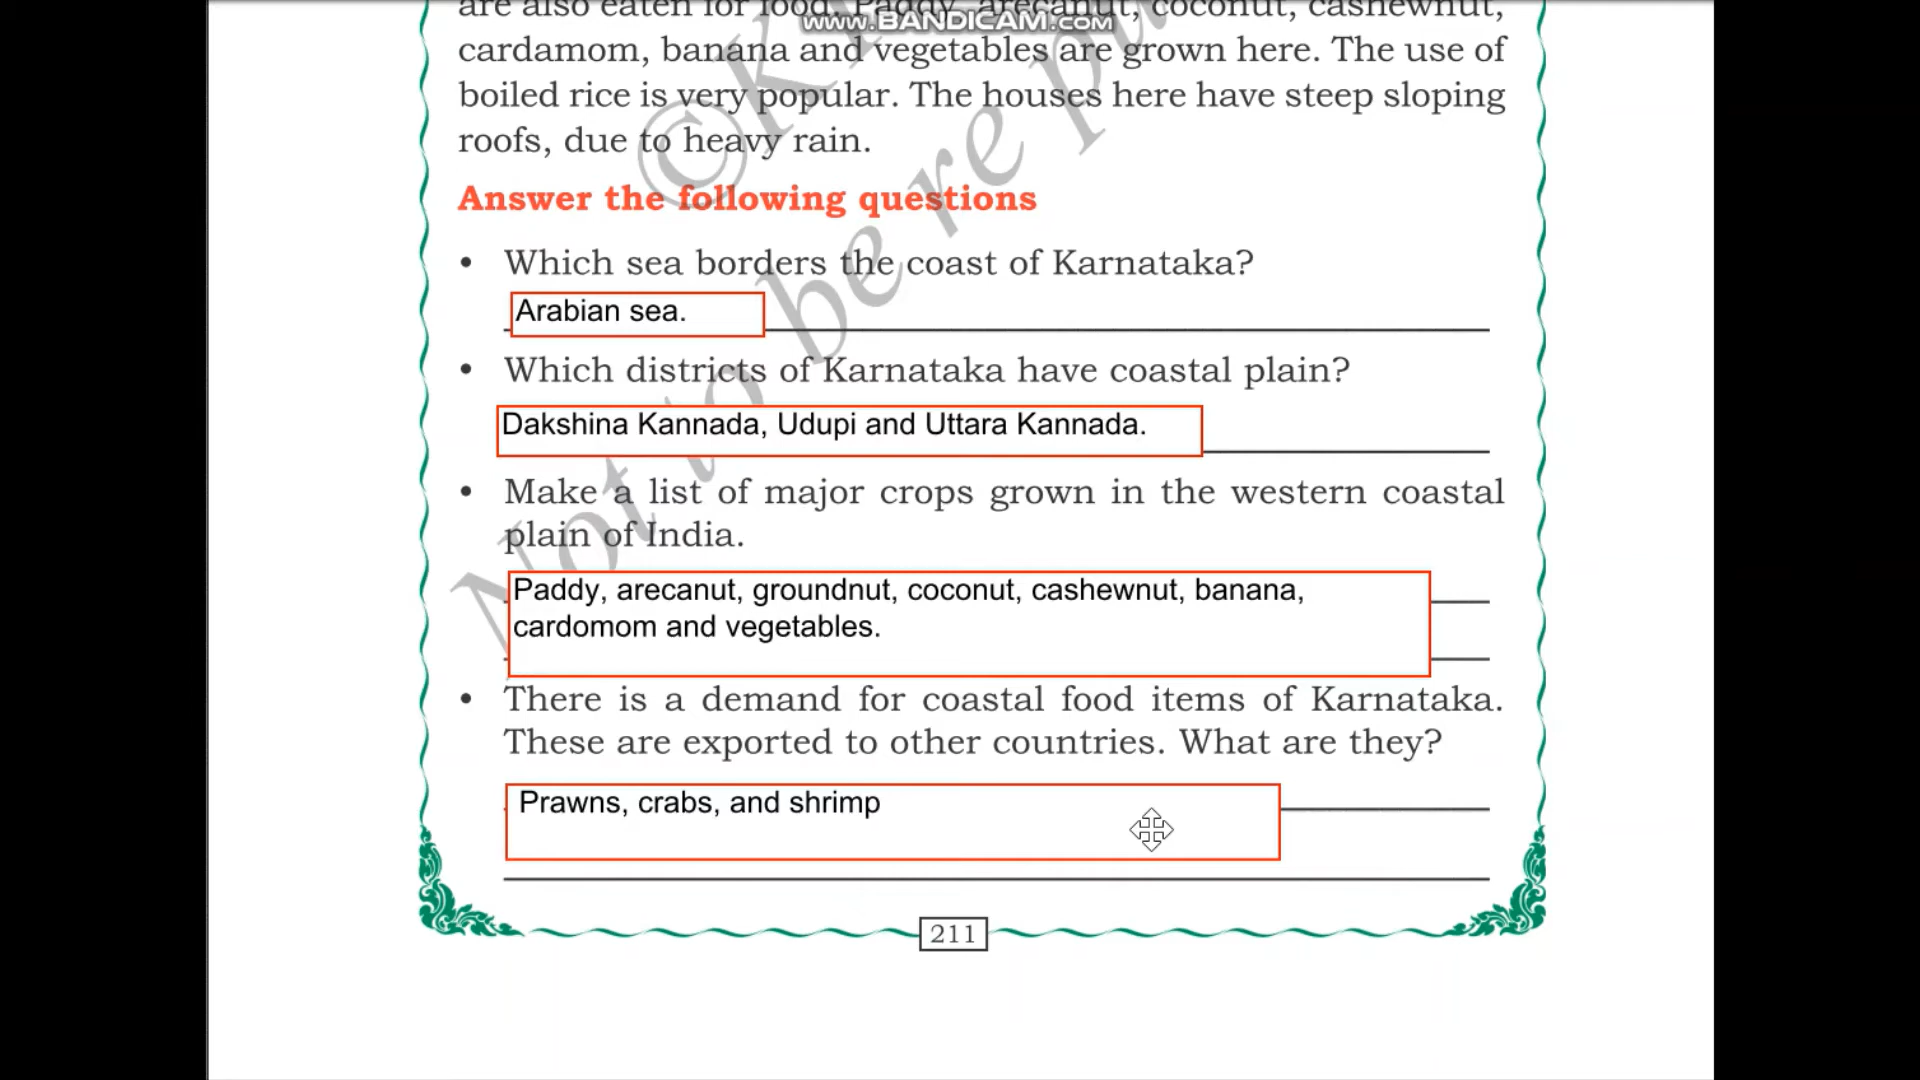 are also eaten for food. Paddy, arecanut, coconut, cashewnut,
www.BANDICAM.com
cardamom, banana and vegetables are grown here. The use of
boiled rice is very popular. The houses here have steep sloping
roofs, due to heavy rain.
Answer the following questions
• Which sea borders the coast of Karnataka?
Arabian sea.
• Which districts of Karnataka have coastal plain?
Dakshina Kannada, Udupi and Uttara Kannada.
• Make a list of major crops grown in the western coastal
plain of India.
Paddy, arecanut, groundnut, coconut, cashewnut, banana,
cardomom and vegetables.
• There is a demand for coastal food items of Karnataka.
These are exported to other countries. What are they?
Prawns, crabs, and shrimp
211
Not to be re